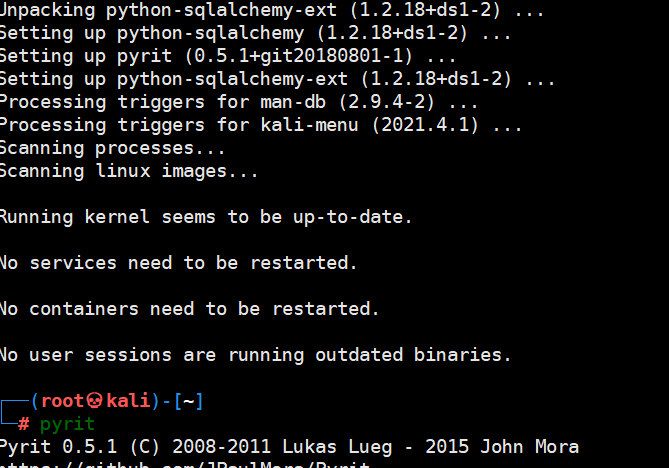 Unpacking python-sqlalchemy-ext (1.2.18+ds1-2) ...
Setting up python-sqlalchemy (1.2.18+ds1-2) ...
Setting up pyrit (0.5.1+git20180801-1) ...
Setting up python-sqlalchemy-ext (1.2.18+ds1-2) ...
Processing triggers for man-db (2.9.4-2) ...
Processing triggers for kali-menu (2021.4.1) ...
Scanning processes...
Scanning linux images...
Running kernel seems to be up-to-date.
No services need to be restarted.
No containers need to be restarted.
No user sessions are running outdated binaries.
┌──(root💀kali)-[~]
└─# pyrit
Pyrit 0.5.1 (C) 2008-2011 Lukas Lueg - 2015 John Mora
https://github.com/JPaulMora/Pyrit